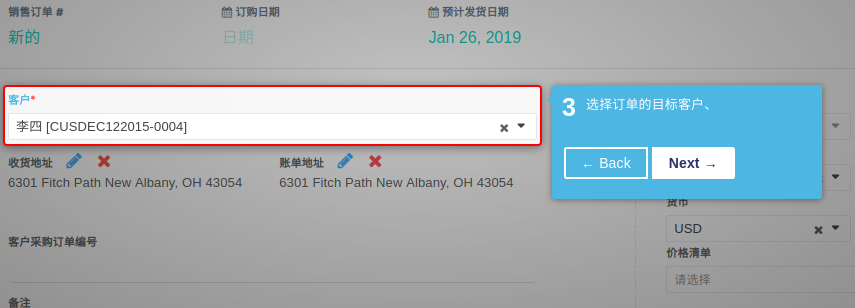 销售订单 #
订购日期
预计发货日期
新的
日期
Jan 26, 2019
客户*
李四 [CUSDEC122015-0004]
3 选择订单的目标客户、
← Back
Next →
收货地址
账单地址
6301 Fitch Path New Albany, OH 43054
6301 Fitch Path New Albany, OH 43054
货币
USD
客户采购订单编号
价格清单
请选择
备注